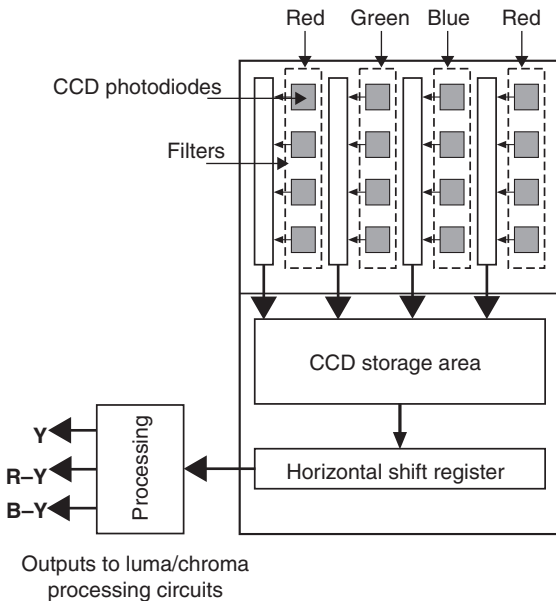 Red Green Blue Red
CCD photodiodes
Filters
CCD storage area
Horizontal shift register
Processing
Y
R–Y
B–Y
Outputs to luma/chroma
processing circuits